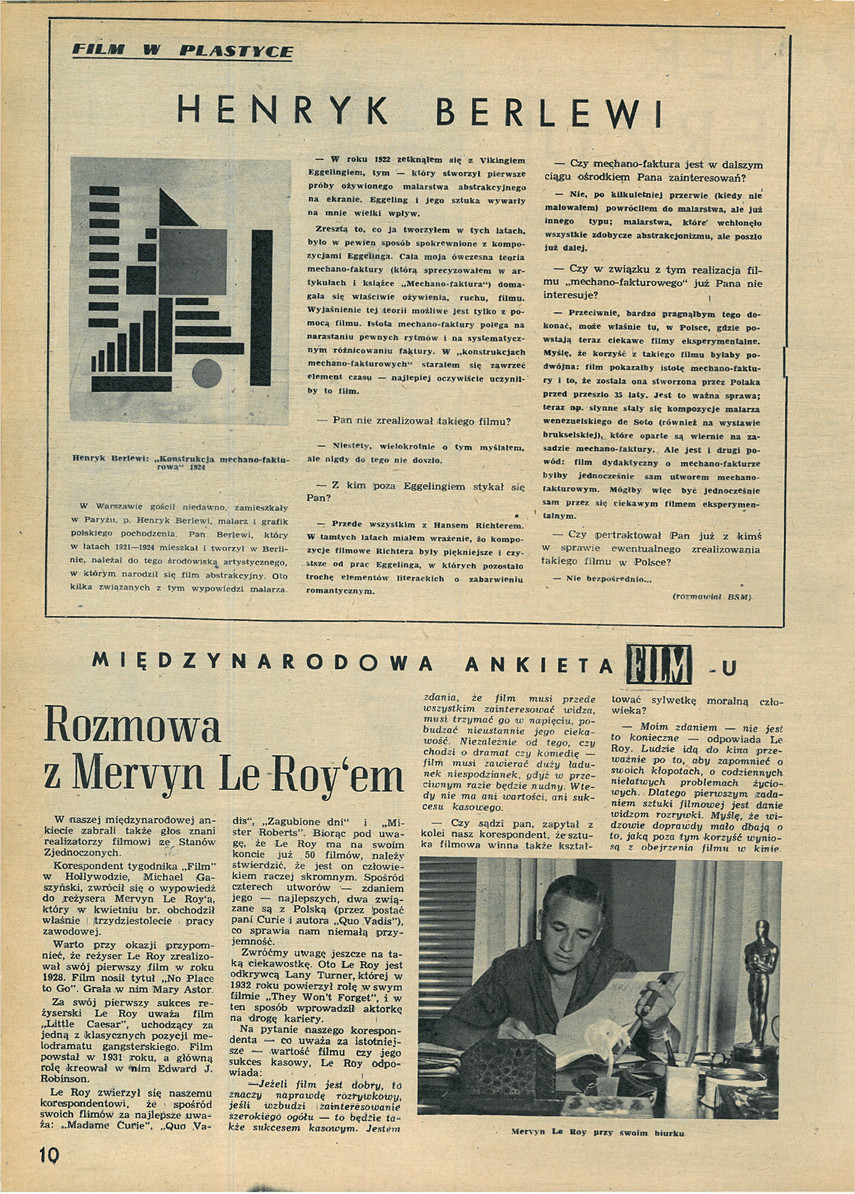 FILM W PLASTYCE
HENRYK BERLEWI
Henryk Berlewi: „Konstrukcja mechano-faktu-
rowa" 1924
W Warszawie gościł niedawno, zamieszkały
w Paryżu, p. Henryk Berlewi, malarz i grafik
polskiego pochodzenia. Pan Berlewi, który
w latach 1921—1924 mieszkał i tworzył w Berli-
nie, należał do tego środowiska artystycznego,
w którym narodził się film abstrakcyjny. Oto
kilka związanych z tym wypowiedzi malarza.
— W roku 1922 zetknąłem się z Vikingiem
Eggelingiem, tym — który stworzył pierwsze
próby ożywionego malarstwa abstrakcyjnego
na ekranie. Eggeling i jego sztuka wywarły
na mnie wielki wpływ.
Zresztą to, co ja tworzyłem w tych latach,
było w pewien sposób spokrewnione z kompo-
zycjami Eggelinga. Cała moja ówczesna teoria
mechano-faktury (którą sprecyzowałem w ar-
tykułach i książce „Mechano-faktura") doma-
gała się właściwie ożywienia, ruchu, filmu.
Wyjaśnienie tej teorii możliwe jest tylko z po-
mocą filmu. Istota mechano-faktury polega na
narastaniu pewnych rytmów i na systematycz-
nym różnicowaniu faktury. W „konstrukcjach
mechano-fakturowych" starałem się zawrzeć
element czasu — najlepiej oczywiście uczynił-
by to film.
— Pan nie zrealizował takiego filmu?
— Niestety, wielokrotnie o tym myślałem,
ale nigdy do tego nie doszło.
— Z kim poza Eggelingiem stykał się
Pan?
— Przede wszystkim z Hansem Richterem.
W tamtych latach miałem wrażenie, że kompo-
zycje filmowe Richtera były piękniejsze i czy-
stsze od prac Eggelinga, w których pozostało
trochę elementów literackich o zabarwieniu
romantycznym.
— Czy mechano-faktura jest w dalszym
ciągu ośrodkiem Pana zainteresowań?
— Nie, po kilkuletniej przerwie (kiedy nie
malowałem) powróciłem do malarstwa, ale już
innego typu; malarstwa, które wchłonęło
wszystkie zdobycze abstrakcjonizmu, ale poszło
już dalej.
— Czy w związku z tym realizacja fil-
mu „mechano-fakturowego" już Pana nie
interesuje?
— Przeciwnie, bardzo pragnąłbym tego do-
konać, może właśnie tu, w Polsce, gdzie po-
wstają teraz ciekawe filmy eksperymentalne.
Myślę, że korzyść z takiego filmu byłaby po-
dwójna: film pokazałby istotę mechano-faktu-
ry i to, że została ona stworzona przez Polaka
przed przeszło 35 laty. Jest to ważna sprawa;
teraz np. słynne stały się kompozycje malarza
wenezuelskiego de Soto (również na wystawie
brukselskiej), które oparte są wiernie na za-
sadzie mechano-faktury. Ale jest i drugi po-
wód: film dydaktyczny o mechano-fakturze
byłby jednocześnie sam utworem mechano-
fakturowym. Mógłby więc być jednocześnie
sam przez się ciekawym filmem eksperymen-
talnym.
— Czy pertraktował Pan już z kimś
w sprawie ewentualnego zrealizowania
takiego filmu w Polsce?
— Nie bezpośrednio...
(rozmawiał BSM)
MIĘDZYNARODOWA ANKIETA FILM-U
Rozmowa
z Mervyn Le Roy'em
W naszej międzynarodowej an-
kiecie zabrali także głos znani
realizatorzy filmowi ze Stanów
Zjednoczonych.
Korespondent tygodnika „Film"
w Hollywodzie, Michael Ga-
szyński, zwrócił się o wypowiedź
do reżysera Mervyn Le Roy'a,
który w kwietniu br. obchodził
właśnie trzydziestolecie pracy
zawodowej.
Warto przy okazji przypom-
nieć, że reżyser Le Roy zrealizo-
wał swój pierwszy film w roku
1928. Film nosił tytuł „No Place
to Go". Grała w nim Mary Astor.
Za swój pierwszy sukces re-
żyserski Le Roy uważa film
„Little Caesar", uchodzący za
jedną z klasycznych pozycji me-
lodramatu gangsterskiego. Film
powstał w 1931 roku, a główną
rolę kreował w nim Edward J.
Robinson.
Le Roy zwierzył się naszemu
korespondentowi, że spośród
swoich flimów za najlepsze uwa-
ża: „Madame Curie", „Quo Va-
dis", „Zagubione dni" i „Mi-
ster Roberts". Biorąc pod uwa-
gę, że Le Roy ma na swoim
koncie już 50 filmów, należy
stwierdzić, że jest on człowie-
kiem raczej skromnym. Spośród
czterech utworów — zdaniem
jego — najlepszych, dwa zwią-
zane są z Polską (przez postać
pani Curie i autora „Quo Vadis"),
co sprawia nam niemałą przy-
jemność.
Zwróćmy uwagę jeszcze na ta-
ką ciekawostkę. Oto Le Roy jest
odkrywcą Lany Turner, której w
1932 roku powierzył rolę w swym
filmie „They Won't Forget", i w
ten sposób wprowadził aktorkę
na drogę kariery.
Na pytanie naszego korespon-
denta — co uważa za istotniej-
sze — wartość filmu czy jego
sukces kasowy, Le Roy odpo-
wiada:
—Jeżeli film jest dobry, to
znaczy naprawdę rozrywkowy,
jeśli wzbudzi zainteresowanie
szerokiego ogółu — to będzie ta-
kże sukcesem kasowym. Jestem
zdania, że film musi przede
wszystkim zainteresować widza,
musi trzymać go w napięciu, po-
budzać nieustannie jego cieka-
wość. Niezależnie od tego, czy
chodzi o dramat czy komedię —
film musi zawierać duży ładu-
nek niespodzianek, gdyż w prze-
ciwnym razie będzie nudny. Wte-
dy nie ma ani wartości, ani suk-
cesu kasowego.
— Czy sądzi pan, zapytał z
kolei nasz korespondent, że sztu-
ka filmowa winna także kształ-
tować sylwetkę moralną czło-
wieka?
— Moim zdaniem — nie jest
to konieczne — odpowiada Le
Roy. Ludzie idą do kina prze-
ważnie po to, aby zapomnieć o
swoich kłopotach, o codziennych
niełatwych problemach życio-
wych. Dlatego pierwszym zada-
niem sztuki filmowej jest danie
widzom rozrywki. Myślę, że wi-
dzowie doprawdy mało dbają o
to, jaką poza tym korzyść wynio-
są z obejrzenia filmu w kinie.
Mervyn Le Roy przy swoim biurku
10